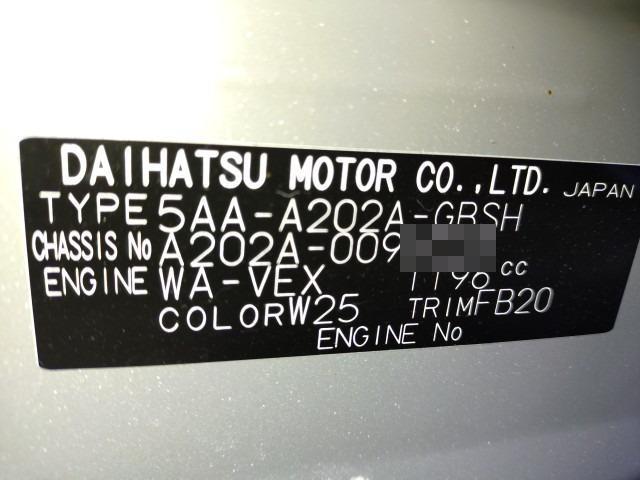 DAIHATSU MOTOR CO.,LTD. JAPAN
TYPE 5AA-A202A-GBSH
CHASSIS No A202A-009
ENGINE WA-VEX 1196 cc
COLOR W25 TRIM FB20
ENGINE No